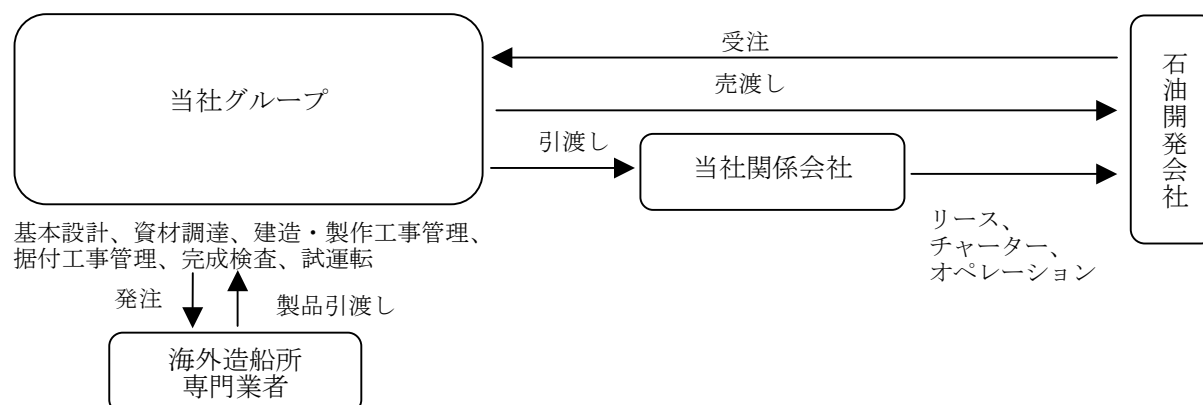 受注
当社グループ
売渡し
石油開発会社
引渡し
当社関係会社
基本設計、資材調達、建造・製作工事管理、
据付工事管理、完成検査、試運転
リース、
チャーター、
オペレーション
発注
製品引渡し
海外造船所
専門業者